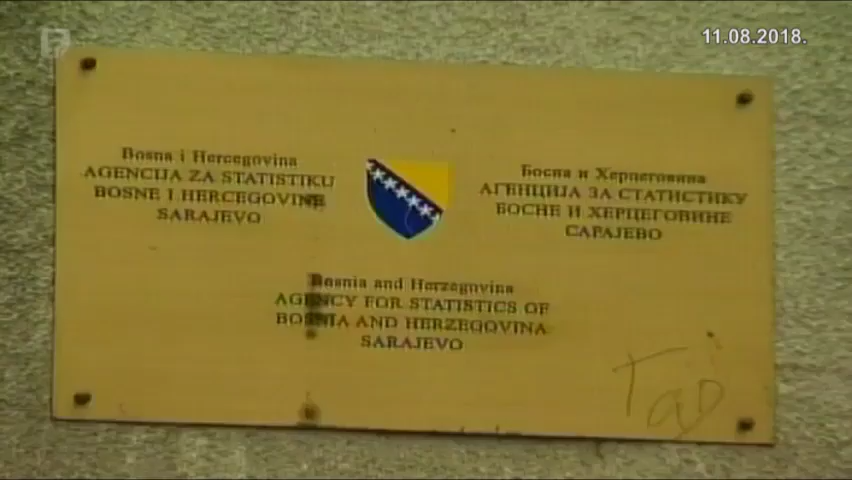 11.08.2018.
Bosna i Hercegovina
AGENCIJA ZA STATISTIKU
BOSNE I HERCEGOVINE
SARAJEVO
Босна и Херцеговина
АГЕНЦИЈА ЗА СТАТИСТИКУ
БОСНЕ И ХЕРЦЕГОВИНЕ
САРАЈЕВО
Bosnia and Herzegovina
AGENCY FOR STATISTICS OF
BOSNIA AND HERZEGOVINA
SARAJEVO